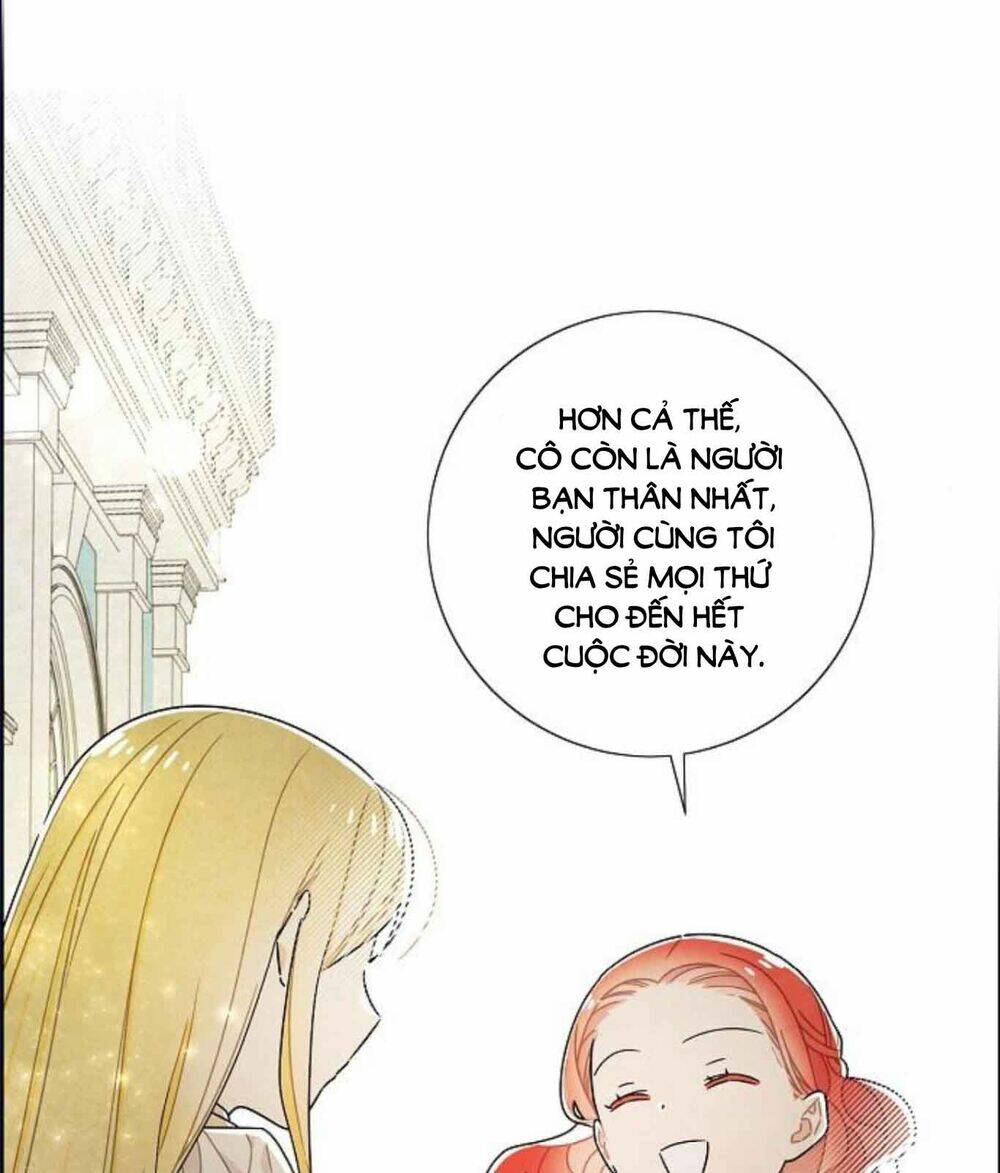 HƠN CẢ THẾ,
CÔ CÒN LÀ NGƯỜI
BẠN THÂN NHẤT,
NGƯỜI CÙNG TÔI
CHIA SẺ MỌI THỨ
CHO ĐẾN HẾT
CUỘC ĐỜI NÀY.